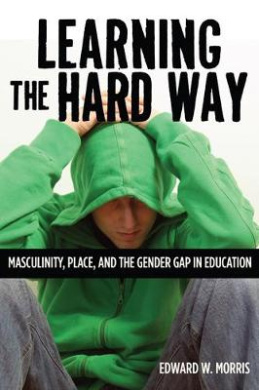 LEARNING
THE HARD WAY
MASCULINITY, PLACE, AND THE GENDER GAP IN EDUCATION
EDWARD W. MORRIS